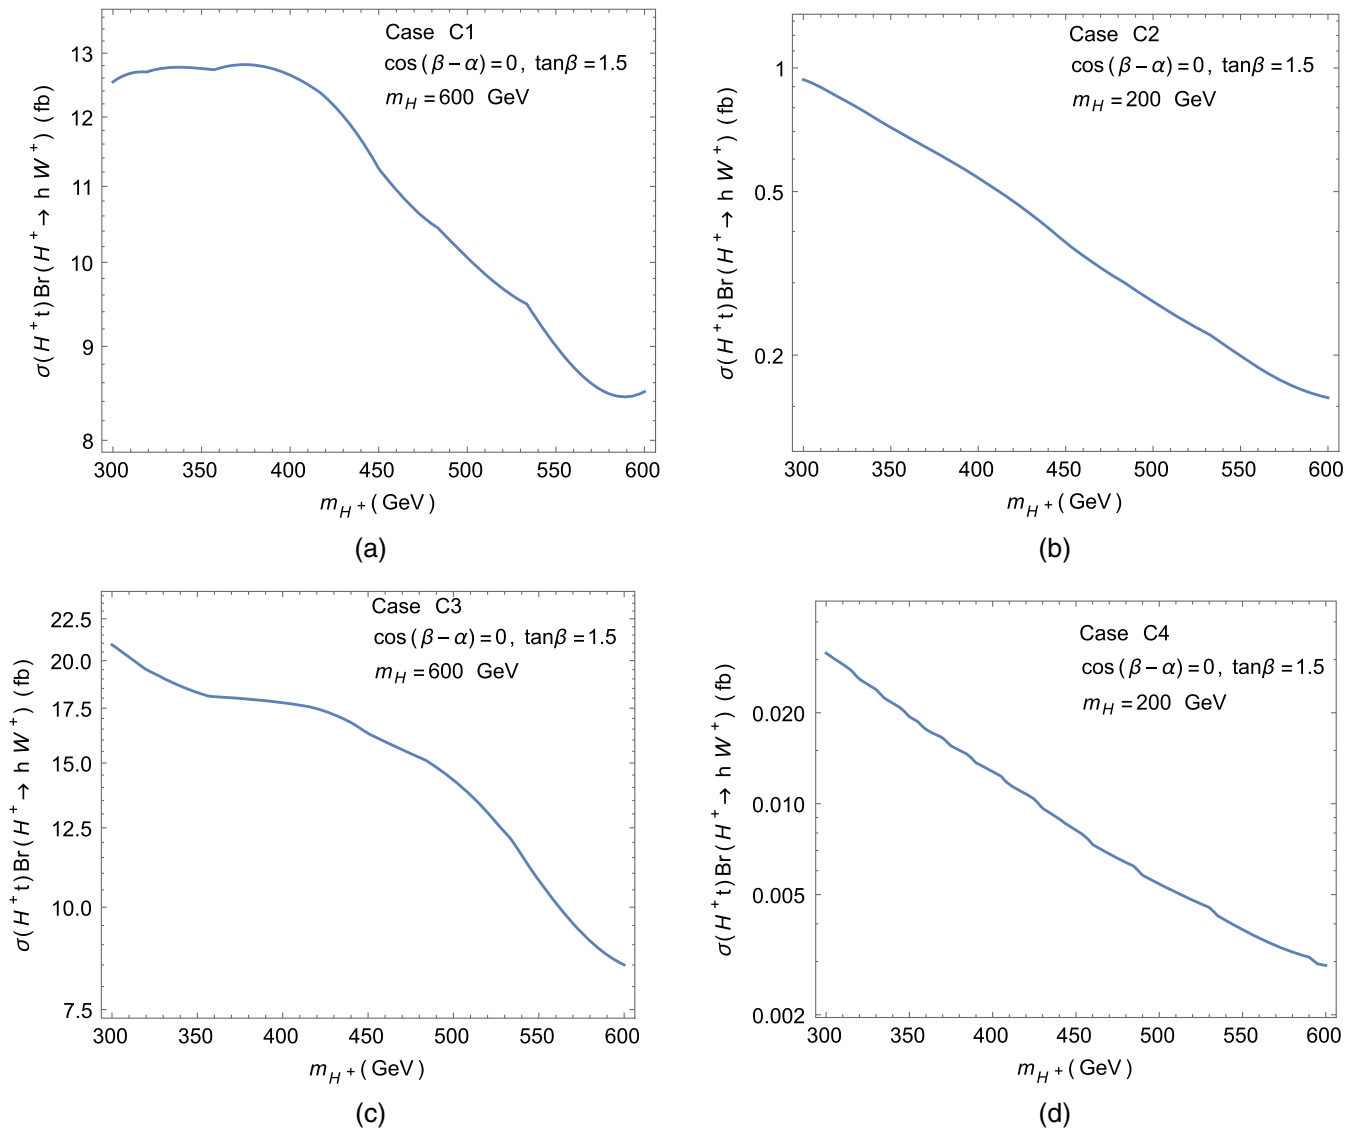 Case C1
cos(β−α)=0, tanβ=1.5
m_H=600 GeV
σ(H⁺t)Br(H⁺→hW⁺) (fb)
13
12
11
10
9
8
300 350 400 450 500 550 600
m_H⁺(GeV)
(a)
Case C2
cos(β−α)=0, tanβ=1.5
m_H=200 GeV
σ(H⁺t)Br(H⁺→hW⁺) (fb)
1
0.5
0.2
300 350 400 450 500 550 600
m_H⁺(GeV)
(b)
Case C3
cos(β−α)=0, tanβ=1.5
m_H=600 GeV
σ(H⁺t)Br(H⁺→hW⁺) (fb)
22.5
20.0
17.5
15.0
12.5
10.0
7.5
300 350 400 450 500 550 600
m_H⁺(GeV)
(c)
Case C4
cos(β−α)=0, tanβ=1.5
m_H=200 GeV
σ(H⁺t)Br(H⁺→hW⁺) (fb)
0.020
0.010
0.005
0.002
300 350 400 450 500 550 600
m_H⁺(GeV)
(d)